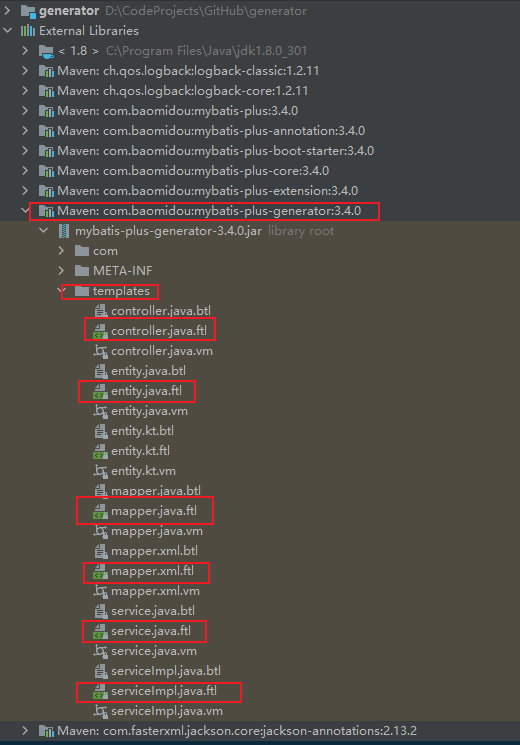 generator D:\CodeProjects\GitHub\generator
External Libraries
< 1.8 > C:\Program Files\Java\jdk1.8.0_301
Maven: ch.qos.logback:logback-classic:1.2.11
Maven: ch.qos.logback:logback-core:1.2.11
Maven: com.baomidou:mybatis-plus:3.4.0
Maven: com.baomidou:mybatis-plus-annotation:3.4.0
Maven: com.baomidou:mybatis-plus-boot-starter:3.4.0
Maven: com.baomidou:mybatis-plus-core:3.4.0
Maven: com.baomidou:mybatis-plus-extension:3.4.0
Maven: com.baomidou:mybatis-plus-generator:3.4.0
mybatis-plus-generator-3.4.0.jar library root
com
META-INF
templates
controller.java.btl
controller.java.ftl
controller.java.vm
entity.java.btl
entity.java.ftl
entity.java.vm
entity.kt.btl
entity.kt.ftl
entity.kt.vm
mapper.java.btl
mapper.java.ftl
mapper.java.vm
mapper.xml.btl
mapper.xml.ftl
mapper.xml.vm
service.java.btl
service.java.ftl
service.java.vm
serviceImpl.java.btl
serviceImpl.java.ftl
serviceImpl.java.vm
Maven: com.fasterxml.jackson.core:jackson-annotations:2.13.2